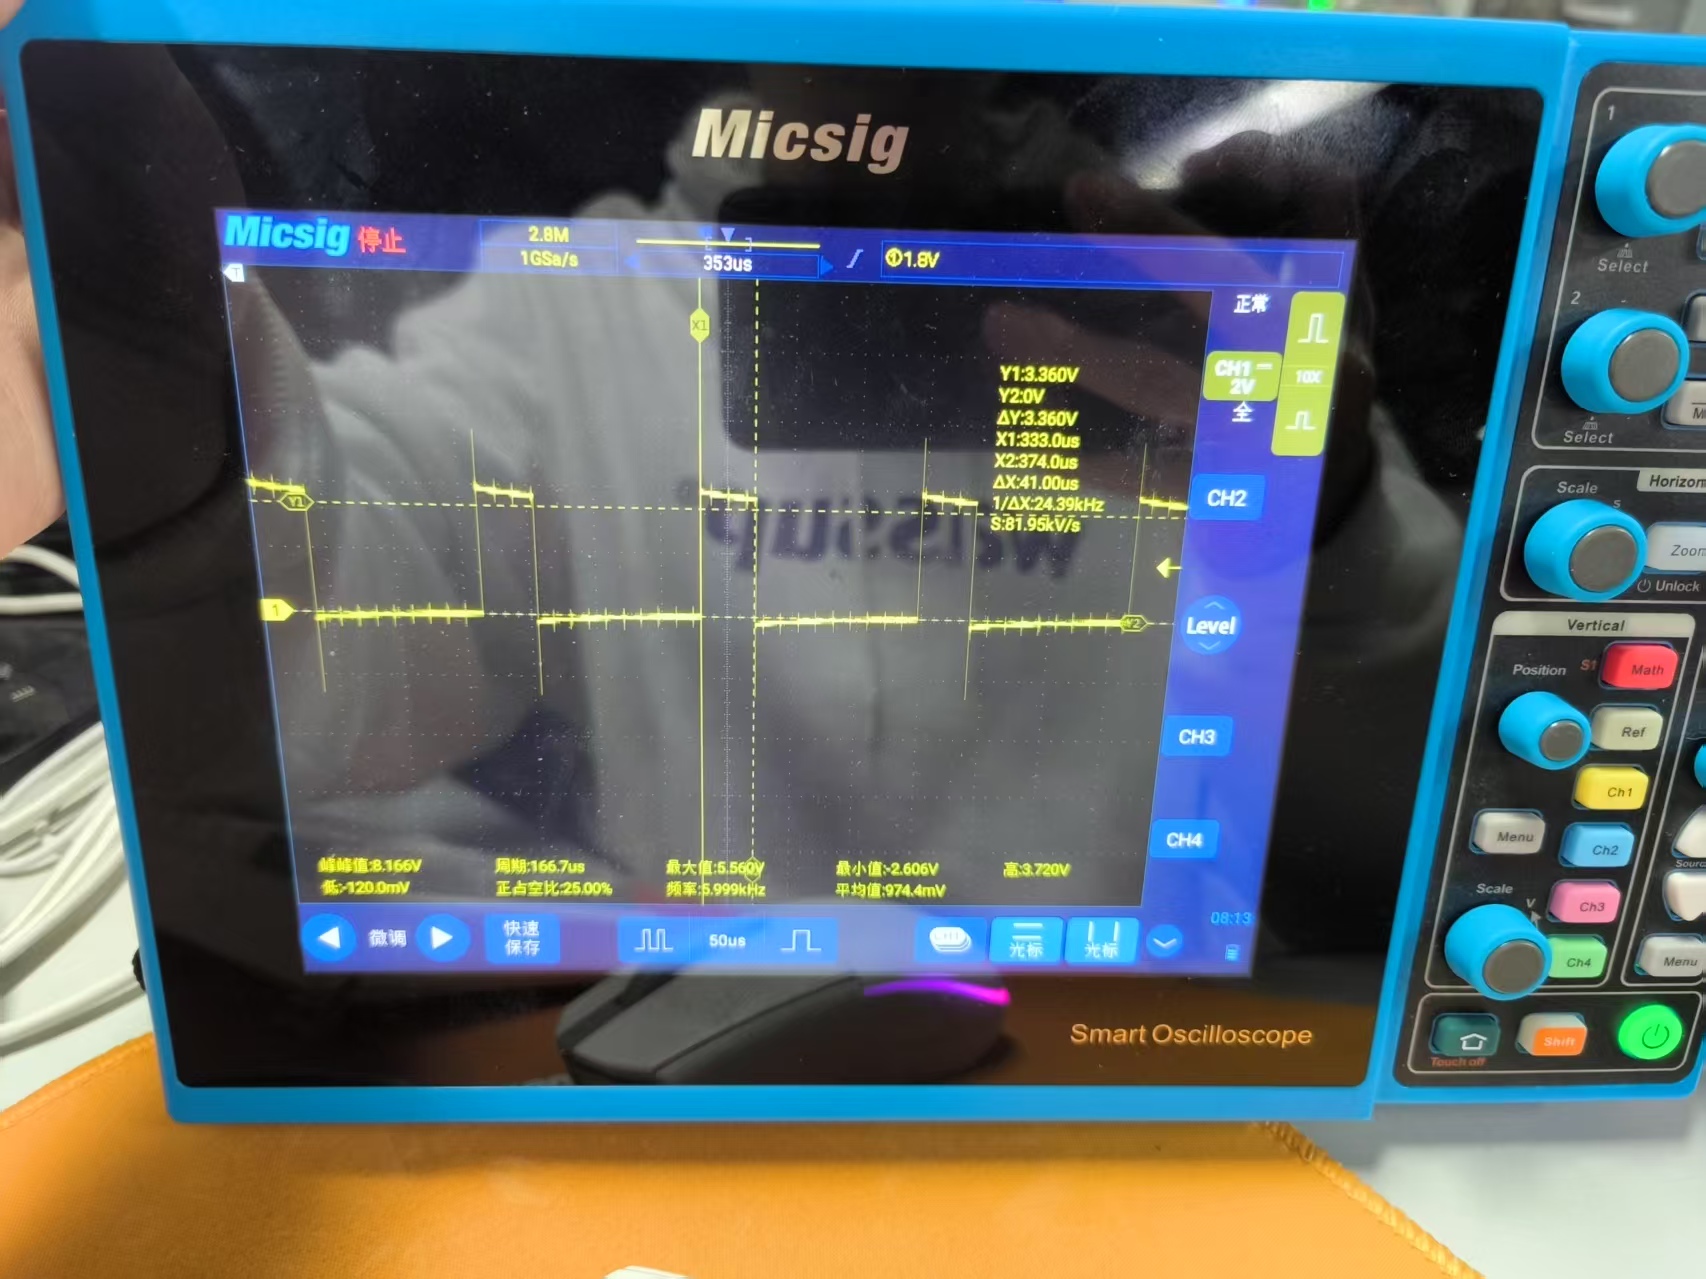 Micsig
Micsig 停止
2.8M
1GSa/s
353us
1.8V
T
正常
X1
CH1
2V
全
10X
Y1:3.360V
Y2:0V
ΔY:3.360V
X1:333.0us
X2:374.0us
ΔX:41.00us
1/ΔX:24.39kHz
S:81.95kV/s
Y1
CH2
1
Y2
Level
CH3
CH4
峰峰值:8.166V 周期:166.7us 最大值:5.560V 最小值:-2.606V 高:3.720V
低:-120.0mV 正占空比:25.00% 频率:5.999kHz 平均值:974.4mV
微调
快速
保存
50us
光标
光标
08:13
Smart Oscilloscope
1
Select
2
Select
Horizon
Scale
s
Zoom
Unlock
Vertical
Position
S1
Math
Ref
Ch1
Menu
Ch2
Scale
V
Ch3
Ch4
Menu
Touch off
Shift